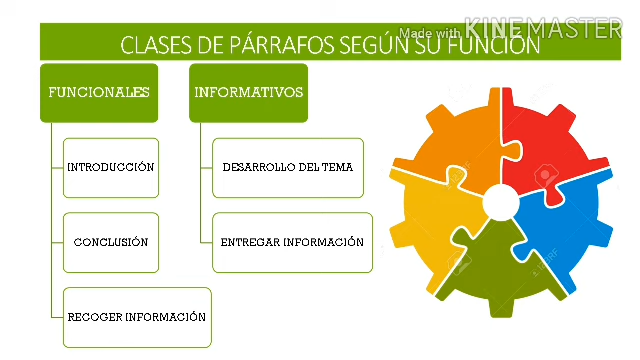 Made with KINEMASTER
CLASES DE PÁRRAFOS SEGÚN SU FUNCIÓN
FUNCIONALES
INTRODUCCIÓN
CONCLUSIÓN
RECOGER INFORMACIÓN
INFORMATIVOS
DESARROLLO DEL TEMA
ENTREGAR INFORMACIÓN